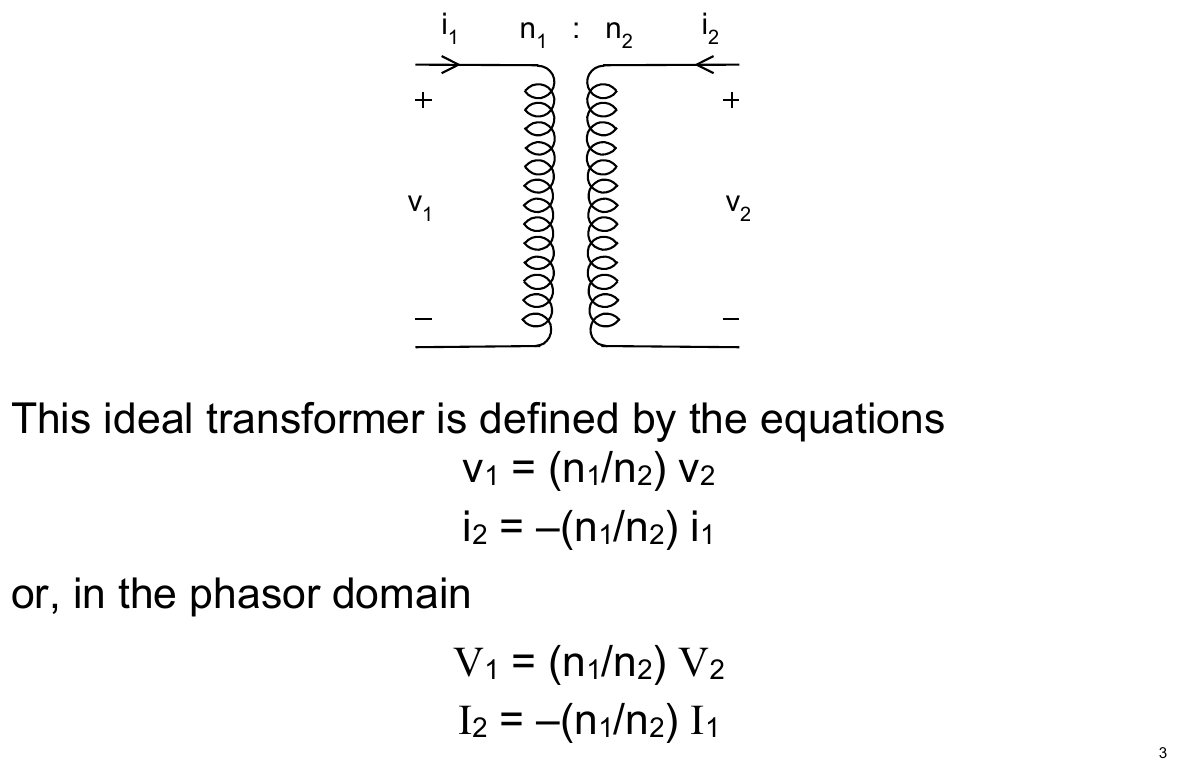 i₁ n₁ : n₂ i₂
+ +
v₁ v₂
– –
This ideal transformer is defined by the equations
v₁ = (n₁/n₂) v₂
i₂ = –(n₁/n₂) i₁
or, in the phasor domain
V₁ = (n₁/n₂) V₂
I₂ = –(n₁/n₂) I₁
3